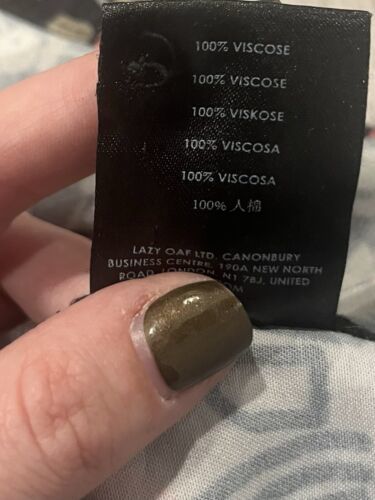 100% VISCOSE
100% VISCOSE
100% VISKOSE
100% VISCOSA
100% VISCOSA
100% 人棉
LAZY OAF LTD. CANONBURY
BUSINESS CENTRE, 190A NEW NORTH
ROAD, LONDON, N1 7BJ, UNITED